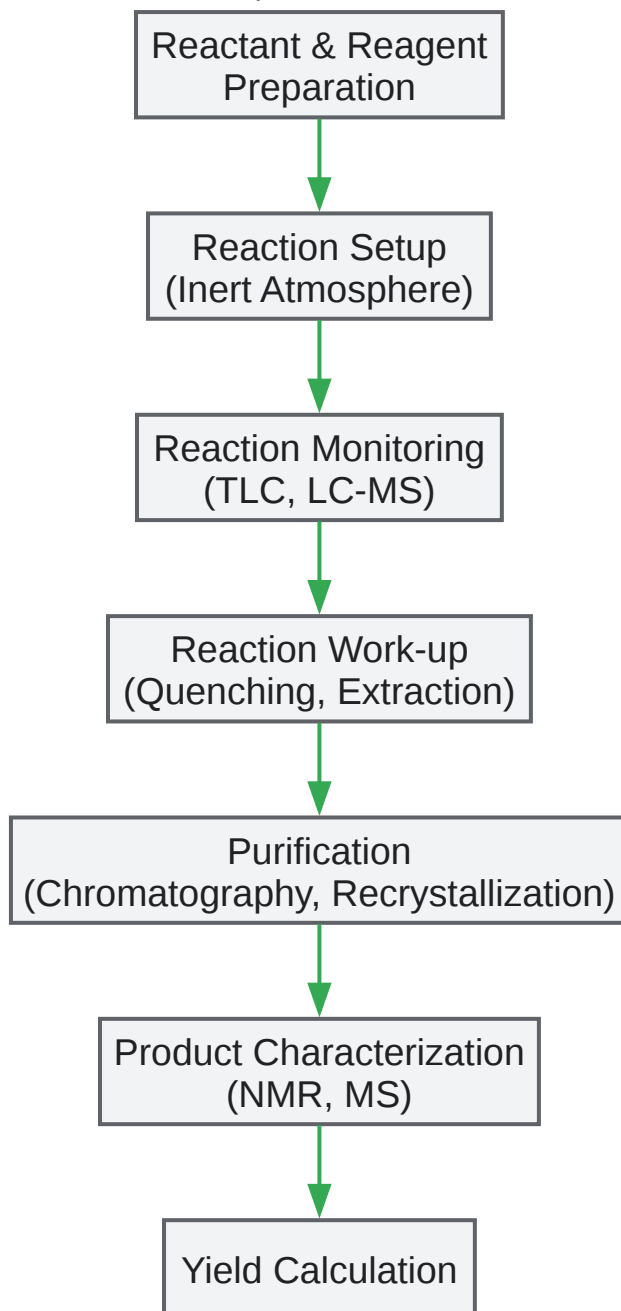 Reactant & Reagent
Preparation
Reaction Setup
(Inert Atmosphere)
Reaction Monitoring
(TLC, LC-MS)
Reaction Work-up
(Quenching, Extraction)
Purification
(Chromatography, Recrystallization)
Product Characterization
(NMR, MS)
Yield Calculation